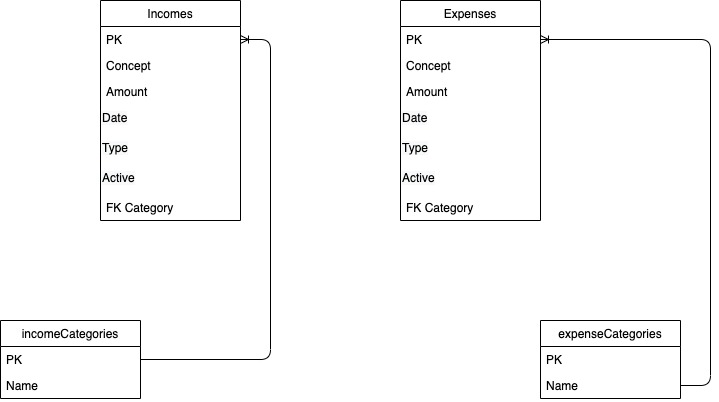 Incomes
PK
Concept
Amount
Date
Type
Active
FK Category
Expenses
PK
Concept
Amount
Date
Type
Active
FK Category
incomeCategories
PK
Name
expenseCategories
PK
Name